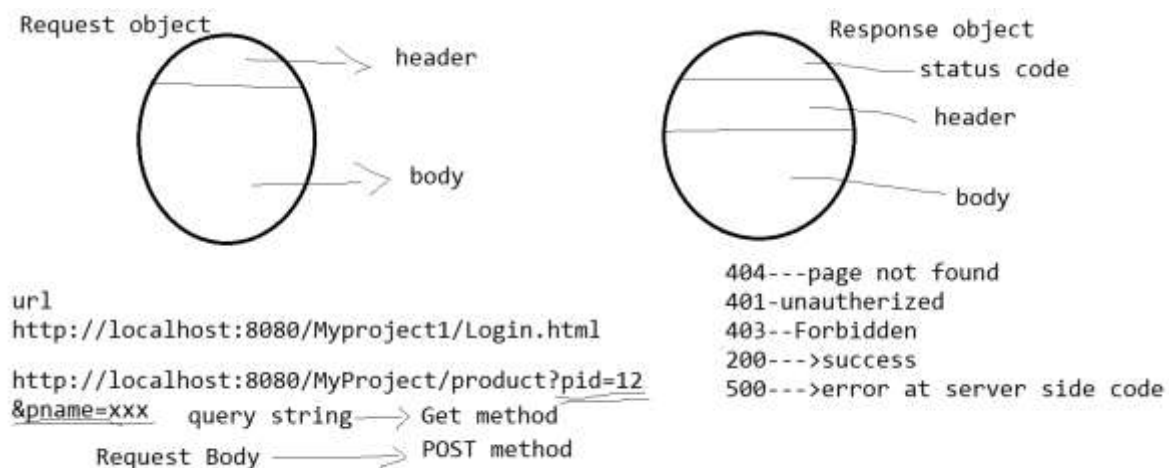 Request object
header
body
Response object
status code
header
body
url
http://localhost:8080/Myproject1/Login.html
http://localhost:8080/MyProject/product?pid=12
&pname=xxx
query string Get method
Request Body POST method
404---page not found
401-unautherized
403--Forbidden
200--->success
500--->error at server side code